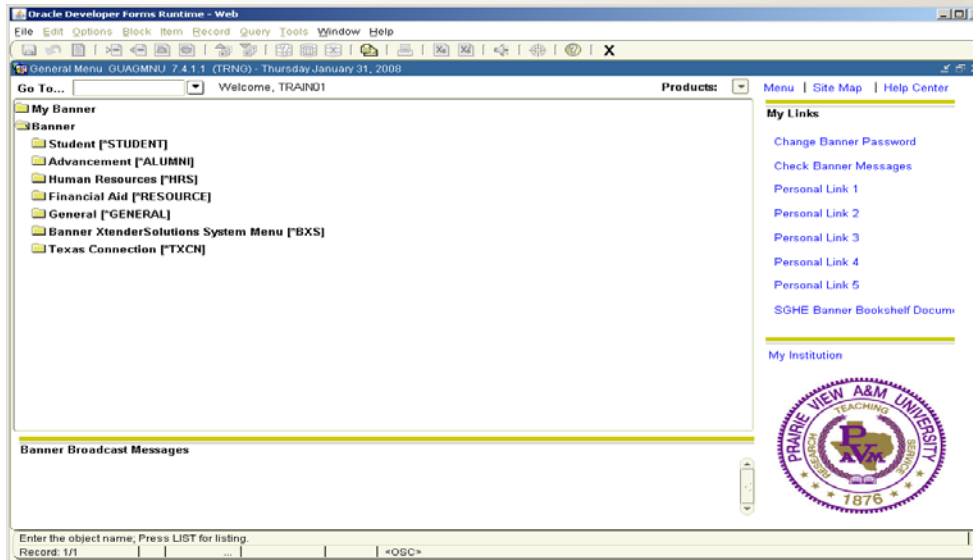 Oracle Developer Forms Runtime - Web
File Edit Options Block Item Record Query Tools Window Help
General Menu GUAGMNU 7.4.1.1 (TRNG) - Thursday January 31, 2008
Go To... Welcome, TRAIN01 Products: Menu | Site Map | Help Center
My Banner
Banner
Student [*STUDENT]
Advancement [*ALUMNI]
Human Resources [*HRS]
Financial Aid [*RESOURCE]
General [*GENERAL]
Banner XtenderSolutions System Menu [*BXS]
Texas Connection [*TXCN]
My Links
Change Banner Password
Check Banner Messages
Personal Link 1
Personal Link 2
Personal Link 3
Personal Link 4
Personal Link 5
SGHE Banner Bookshelf Docum
My Institution
PRAIRIE VIEW A&M UNIVERSITY
TEACHING
RESEARCH
SERVICE
PVAMU
1876
Banner Broadcast Messages
Enter the object name; Press LIST for listing.
Record: 1/1 ... <OSC>